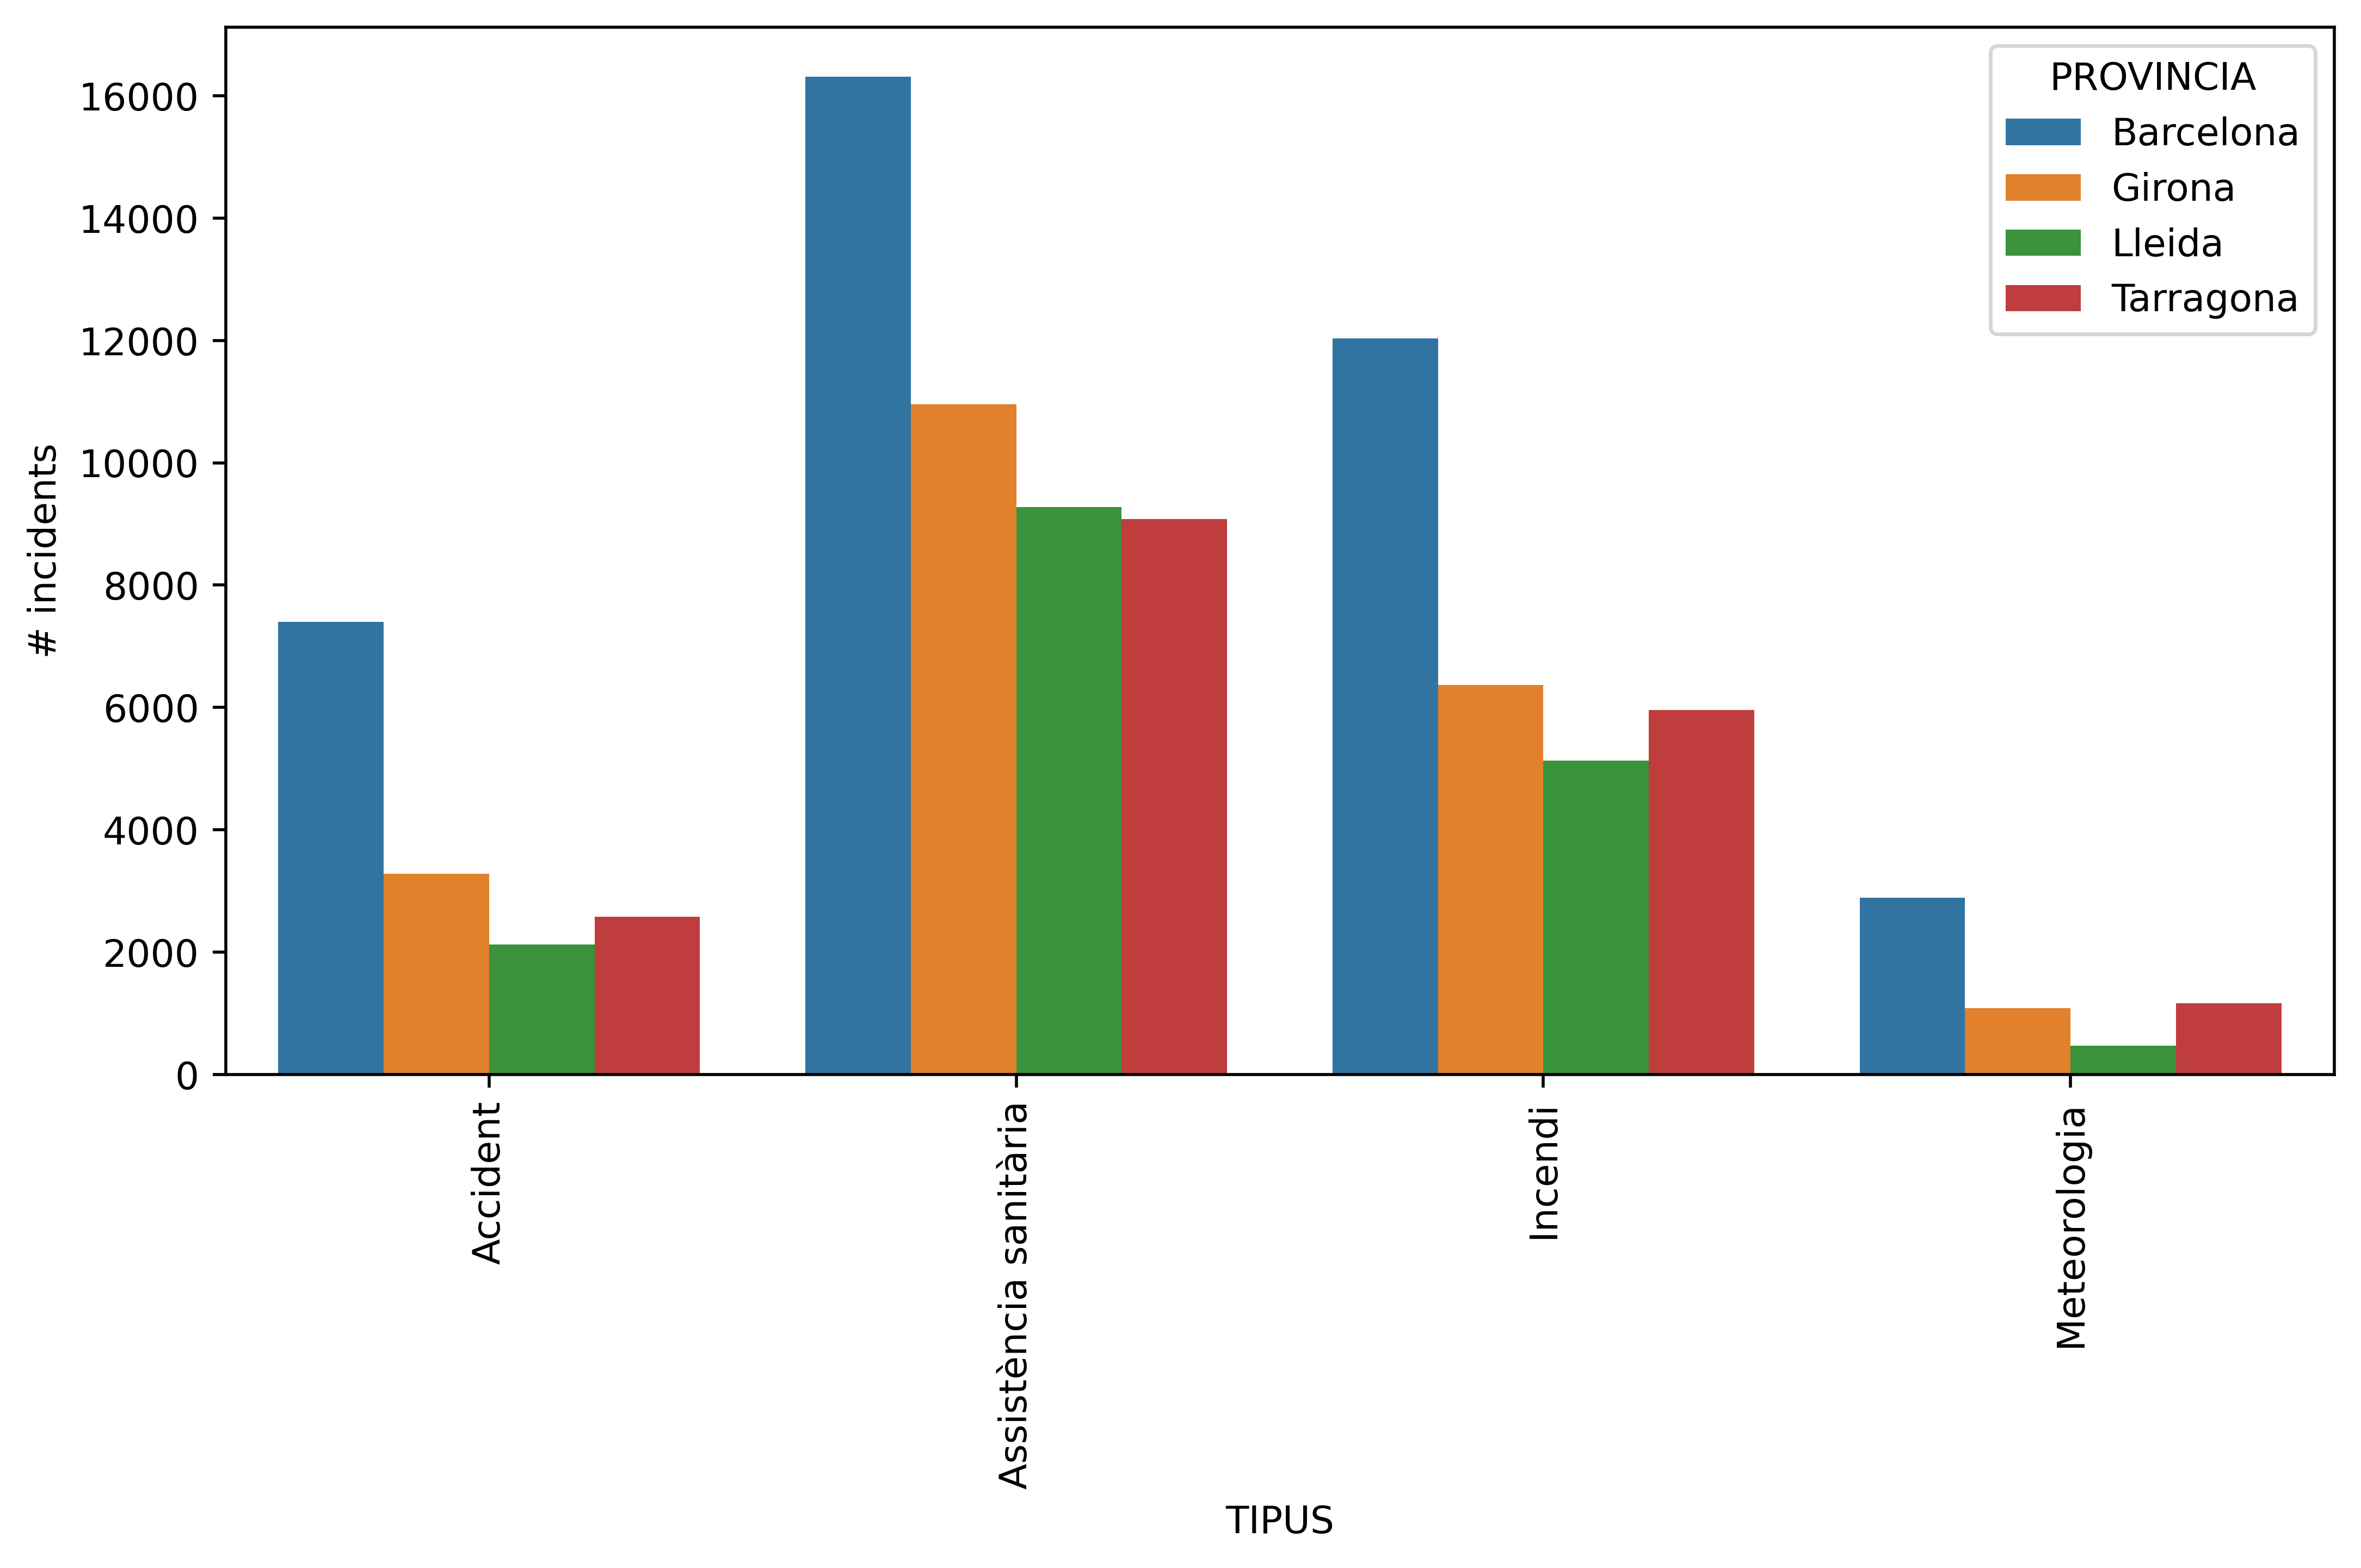 # incidents
16000
14000
12000
10000
8000
6000
4000
2000
0
PROVINCIA
Barcelona
Girona
Lleida
Tarragona
Accident
Assistència sanitària
Incendi
Meteorologia
TIPUS